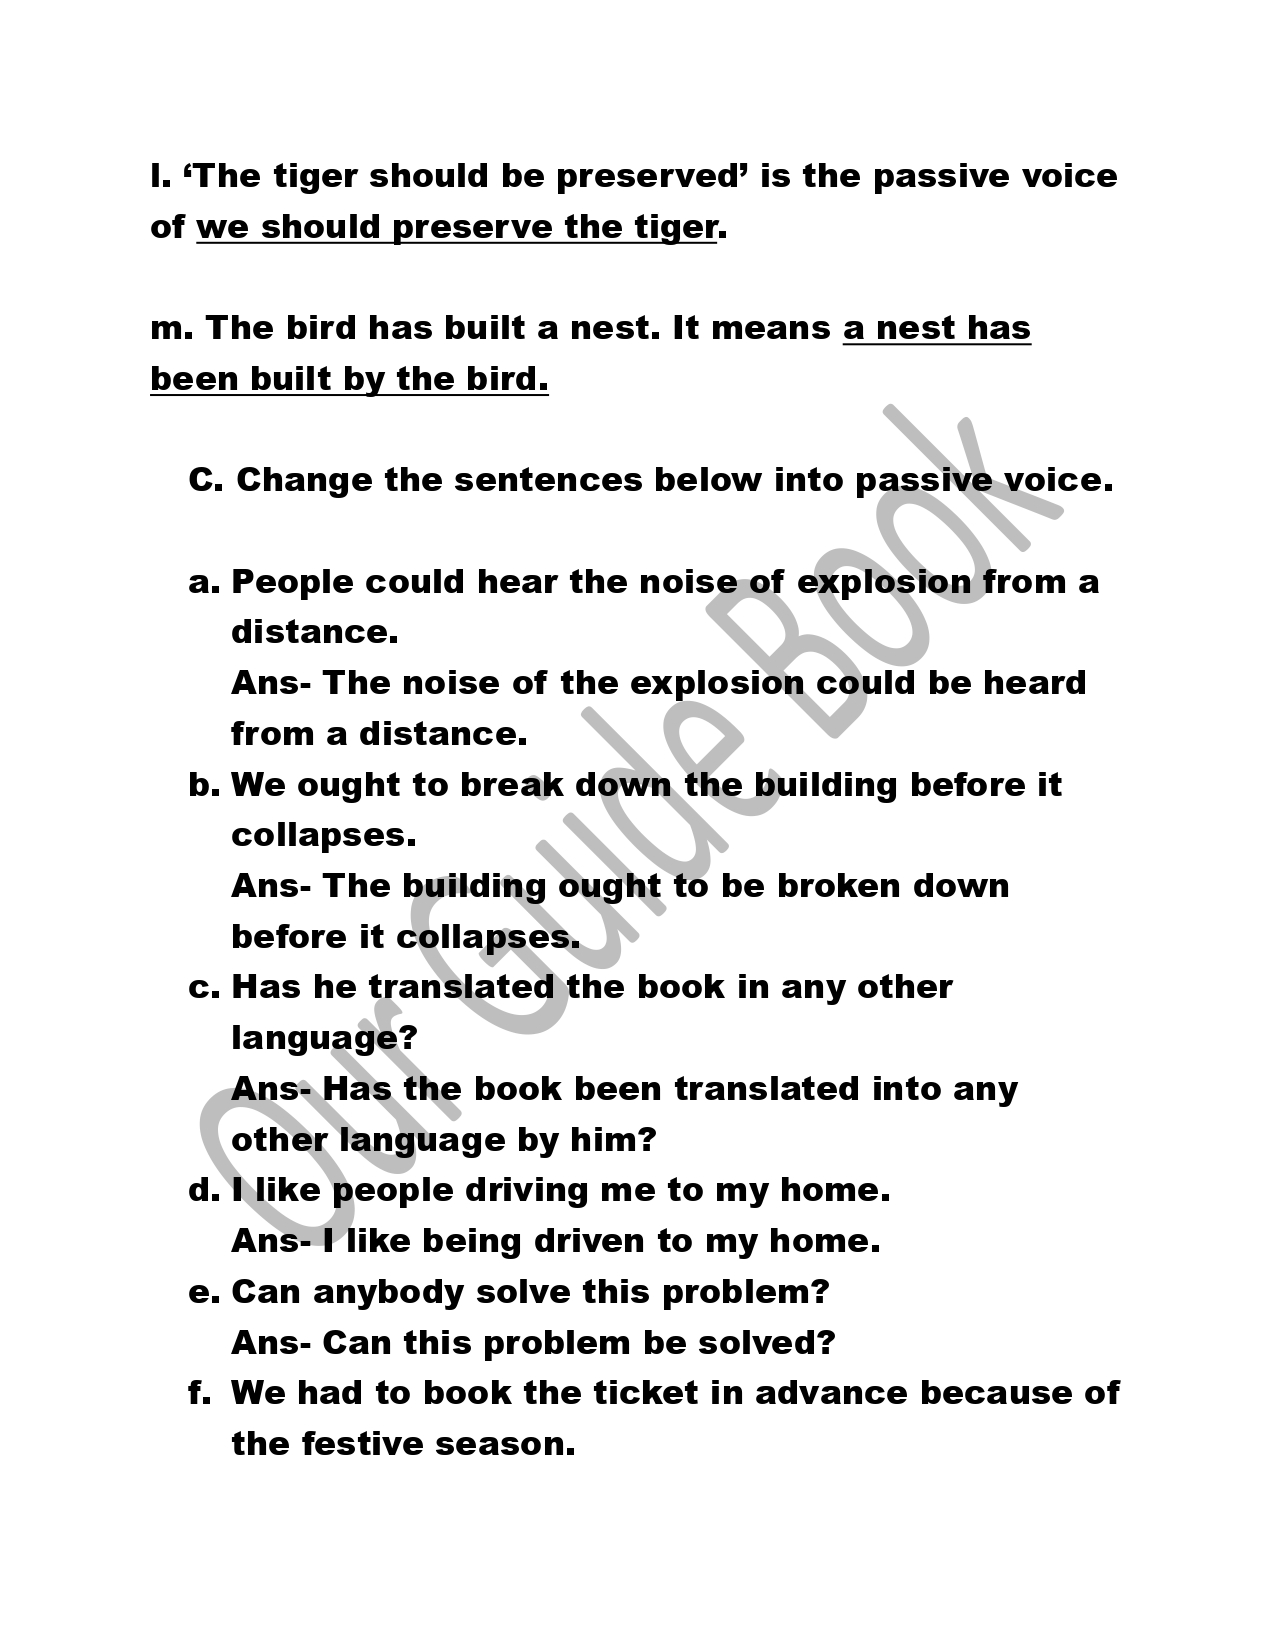 l. ‘The tiger should be preserved’ is the passive voice
of we should preserve the tiger.
m. The bird has built a nest. It means a nest has
been built by the bird.
C. Change the sentences below into passive voice.
a. People could hear the noise of explosion from a
distance.
Ans- The noise of the explosion could be heard
from a distance.
b. We ought to break down the building before it
collapses.
Ans- The building ought to be broken down
before it collapses.
c. Has he translated the book in any other
language?
Ans- Has the book been translated into any
other language by him?
d. I like people driving me to my home.
Ans- I like being driven to my home.
e. Can anybody solve this problem?
Ans- Can this problem be solved?
f. We had to book the ticket in advance because of
the festive season.
Our Guide Book